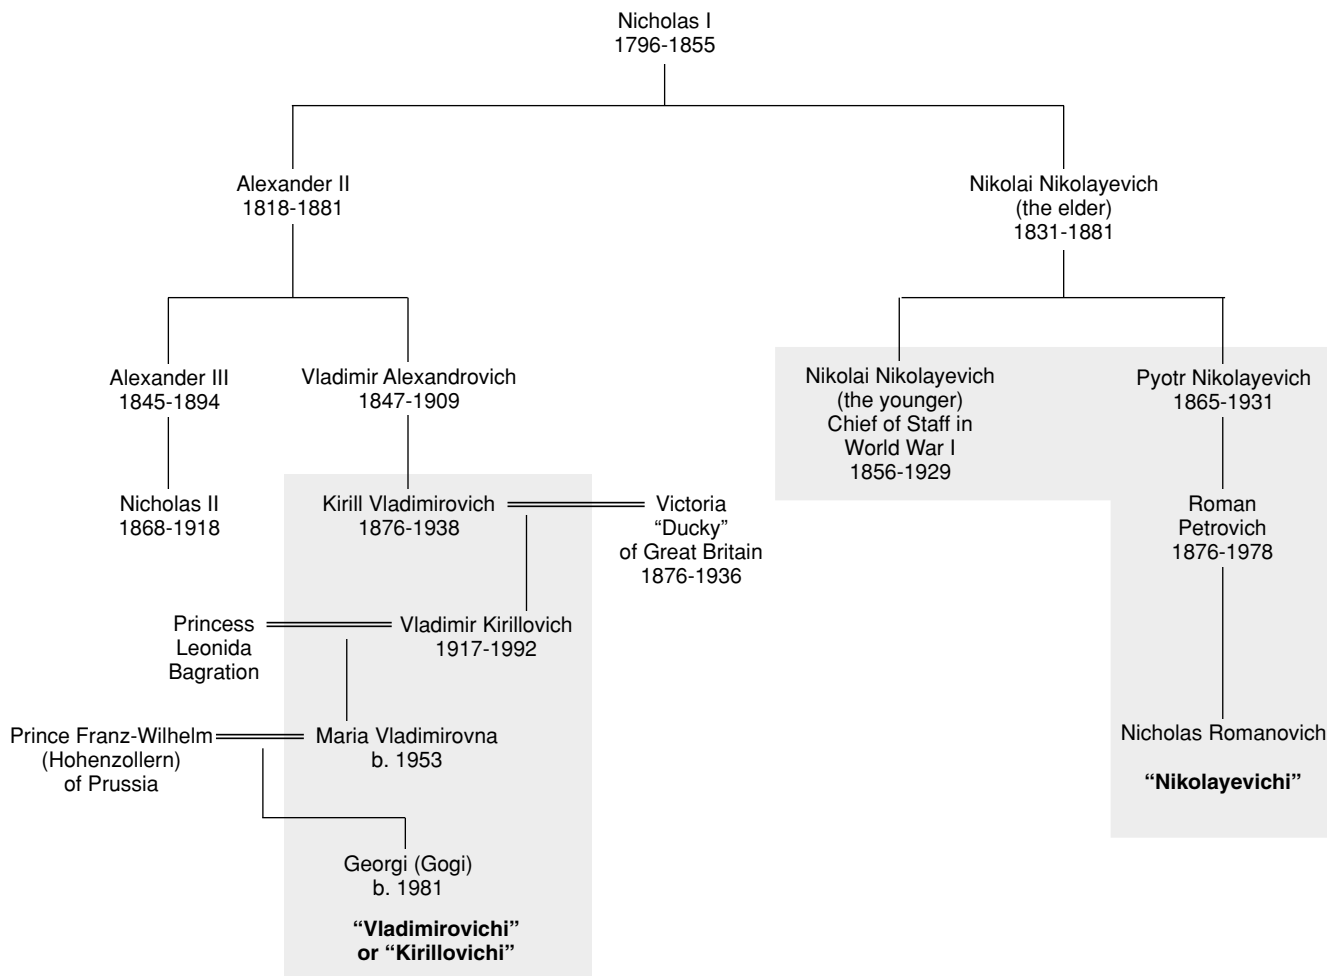 Nicholas I
1796-1855
Alexander II
1818-1881
Nikolai Nikolayevich
(the elder)
1831-1881
Alexander III
1845-1894
Vladimir Alexandrovich
1847-1909
Nikolai Nikolayevich
(the younger)
Chief of Staff in
World War I
1856-1929
Pyotr Nikolayevich
1865-1931
Nicholas II
1868-1918
Kirill Vladimirovich
1876-1938
Victoria
“Ducky”
of Great Britain
1876-1936
Roman
Petrovich
1876-1978
Princess
Leonida
Bagration
Vladimir Kirillovich
1917-1992
Prince Franz-Wilhelm
(Hohenzollern)
of Prussia
Maria Vladimirovna
b. 1953
Nicholas Romanovich
“Nikolayevichi”
Georgi (Gogi)
b. 1981
“Vladimirovichi”
or “Kirillovichi”